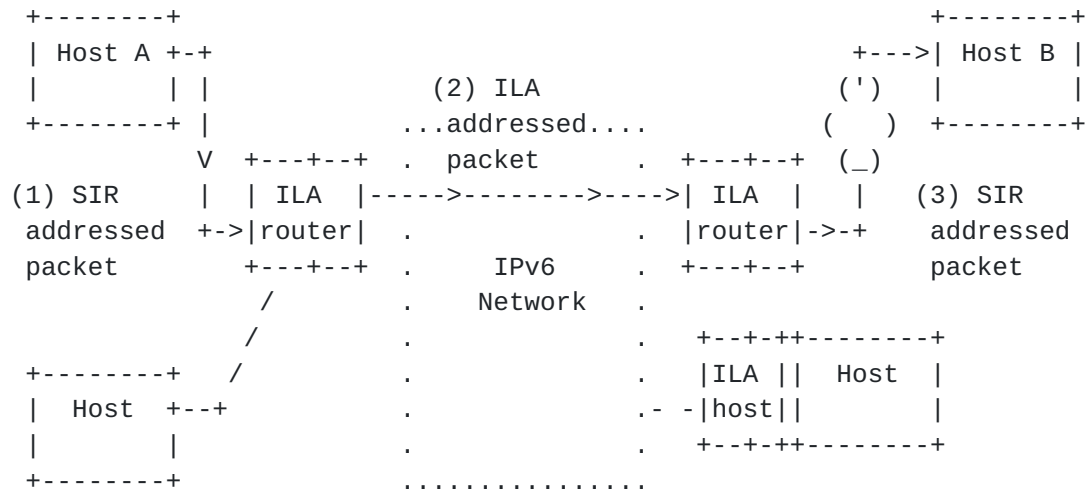 +--------+                                                +--------+
| Host A +-+                                         +--->| Host B |
|        | |              (2) ILA                   (')   |        |
+--------+ |            ...addressed....           (   )  +--------+
           V  +---+--+  .  packet      .  +---+--+  (_)
(1) SIR     |  | ILA  |----->-------->---->| ILA  |   |   (3) SIR
 addressed  +->|router|  .              .  |router|->-+    addressed
 packet        +---+--+  .     IPv6     .  +---+--+        packet
                /        .    Network   .
               /         .              .   +--+-++--------+
+--------+   /           .              .   |ILA ||  Host  |
|  Host  +--+            .              .- -|host||        |
|        |               .              .   +--+-++--------+
+--------+               ................